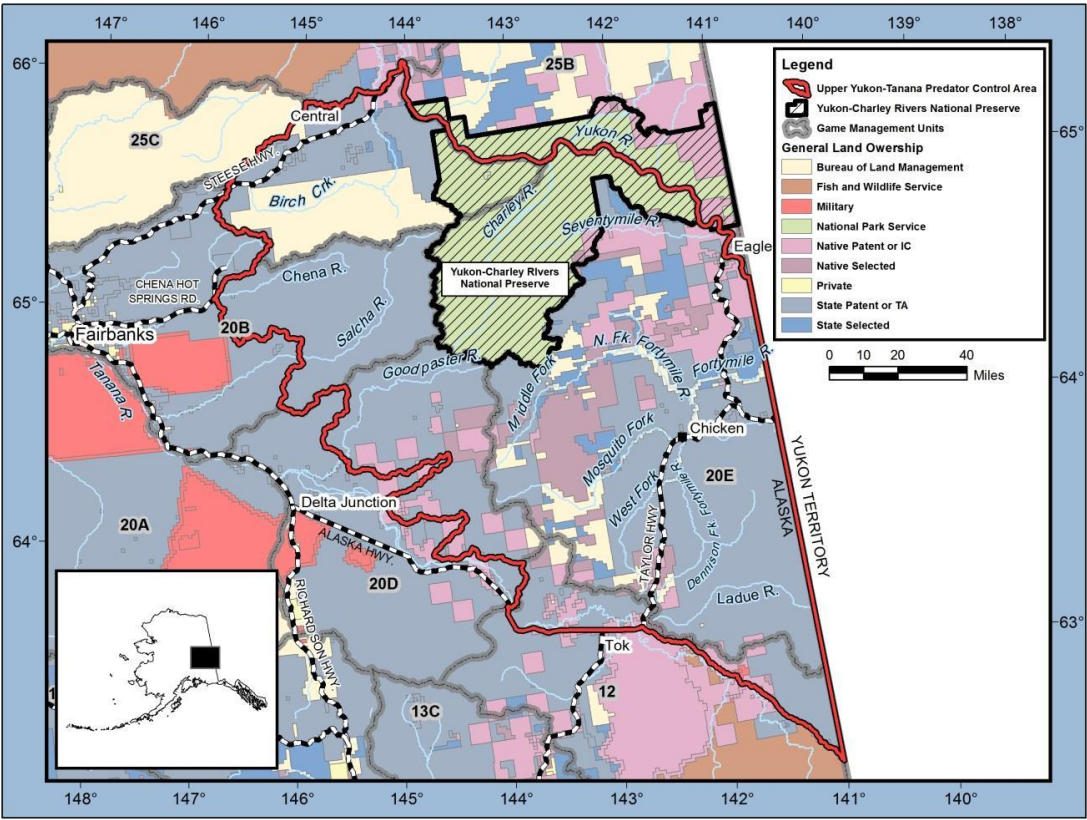 147° 146° 145° 144° 143° 142° 141° 140° 139° 138°
66°
65°
65°
64°
64°
63°
25B
25C
Central
STEESE HWY.
Birch Crk.
Yukon R.
Charley R.
Seventymile R.
Eagle
Yukon-Charley RIvers
National Preserve
CHENA HOT
SPRINGS RD.
Chena R.
Salcha R.
20B
Fairbanks
Tanana R.
Goodpaster R.
Middle Fork
N. Fk. Fortymile R.
Fortymile R.
Chicken
Mosquito Fork
West Fork
20E
Dennison Fk. Fortymile R.
TAYLOR HWY
YUKON TERRITORY
ALASKA
Delta Junction
20A
ALASKA HWY.
20D
RICHARDSON HWY
Ladue R.
Tok
12
13C
1
148° 147° 146° 145° 144° 143° 142° 141° 140°
Legend
Upper Yukon-Tanana Predator Control Area
Yukon-Charley Rivers National Preserve
Game Management Units
General Land Owership
Bureau of Land Management
Fish and Wildlife Service
Military
National Park Service
Native Patent or IC
Native Selected
Private
State Patent or TA
State Selected
0 10 20 40
Miles